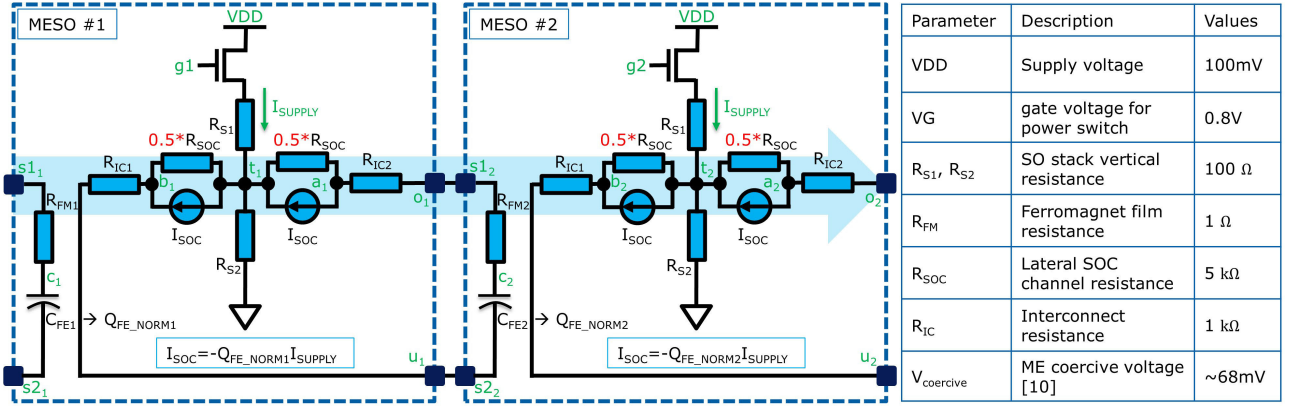 MESO #1
VDD
g1
I_SUPPLY
R_S1
0.5*R_SOC
0.5*R_SOC
s1_1
R_IC1
R_IC2
b_1
t_1
a_1
o_1
R_FM1
I_SOC
I_SOC
R_S2
c_1
C_FE1 → Q_FE_NORM1
I_SOC=-Q_FE_NORM1I_SUPPLY
u_1
s2_1
MESO #2
VDD
g2
I_SUPPLY
R_S1
0.5*R_SOC
0.5*R_SOC
s1_2
R_IC1
R_IC2
b_2
t_2
a_2
o_2
R_FM2
I_SOC
I_SOC
R_S2
c_2
C_FE2 → Q_FE_NORM2
I_SOC=-Q_FE_NORM2I_SUPPLY
u_2
s2_2
Parameter Description Values
VDD Supply voltage 100mV
VG gate voltage for power switch 0.8V
R_S1, R_S2 SO stack vertical resistance 100 Ω
R_FM Ferromagnet film resistance 1 Ω
R_SOC Lateral SOC channel resistance 5 kΩ
R_IC Interconnect resistance 1 kΩ
V_coercive ME coercive voltage [10] ~68mV